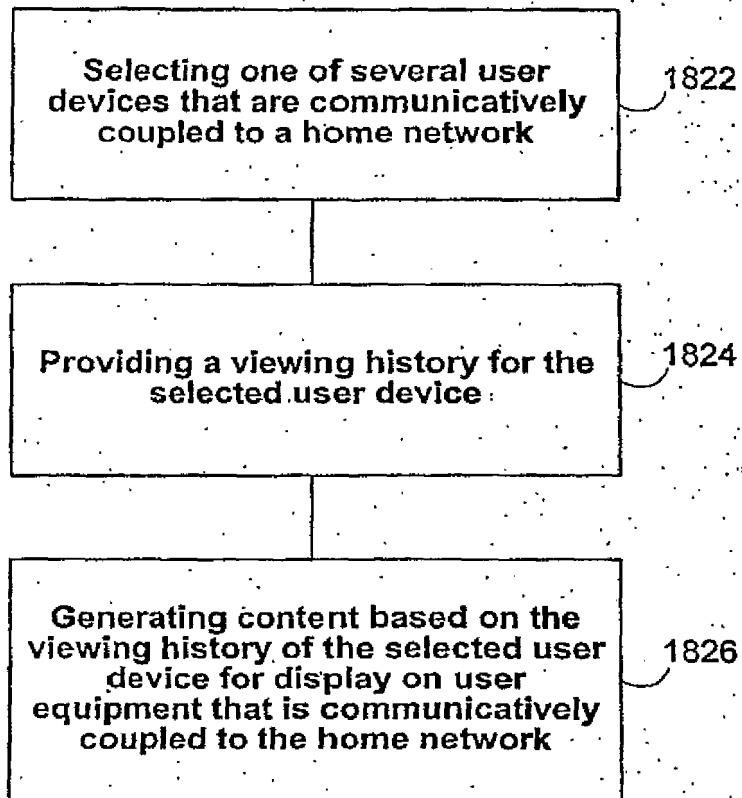 Selecting one of several user
devices that are communicatively
coupled to a home network
1822
Providing a viewing history for the
selected user device
1824
Generating content based on the
viewing history of the selected user
device for display on user
equipment that is communicatively
coupled to the home network
1826